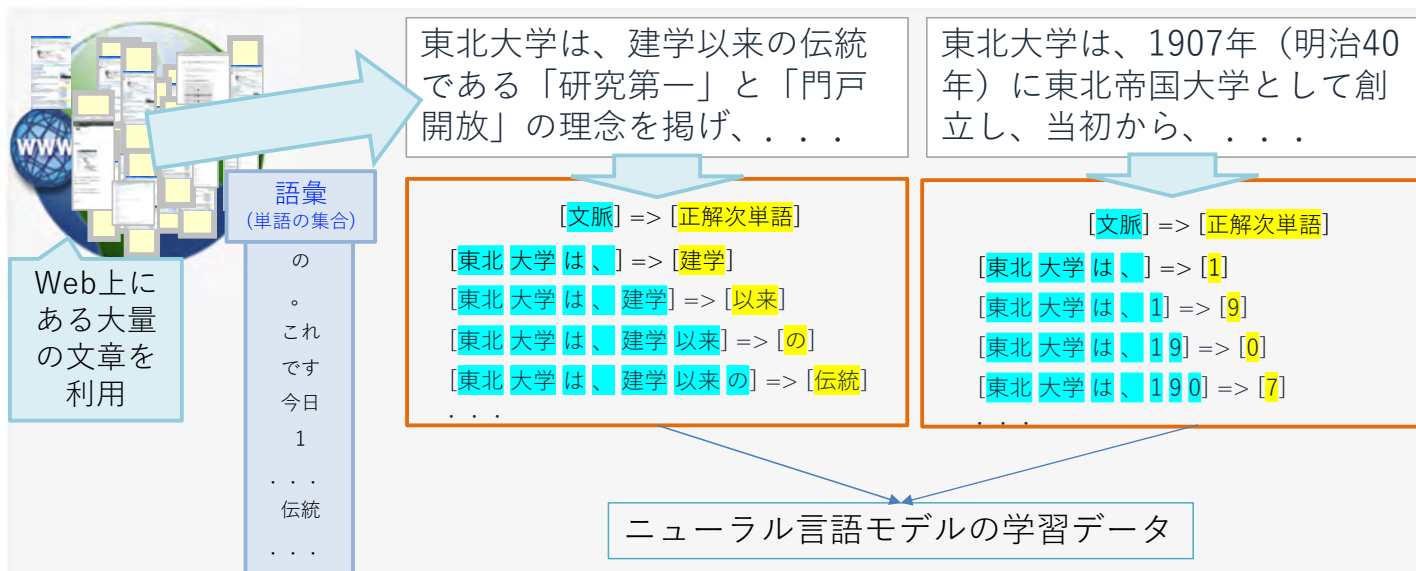 WWW
Web上に
ある大量
の文章を
利用
語彙
(単語の集合)
の
。
これ
です
今日
1
. . .
伝統
. . .
東北大学は、建学以来の伝統
である「研究第一」と「門戸
開放」の理念を掲げ、. . .
[文脈] => [正解次単語]
[東北 大学 は 、] => [建学]
[東北 大学 は 、 建学] => [以来]
[東北 大学 は 、 建学 以来] => [の]
[東北 大学 は 、 建学 以来 の] => [伝統]
. . .
東北大学は、1907年（明治40
年）に東北帝国大学として創
立し、当初から、. . .
[文脈] => [正解次単語]
[東北 大学 は 、] => [1]
[東北 大学 は 、 1] => [9]
[東北 大学 は 、 1 9] => [0]
[東北 大学 は 、 1 9 0] => [7]
. . .
ニューラル言語モデルの学習データ